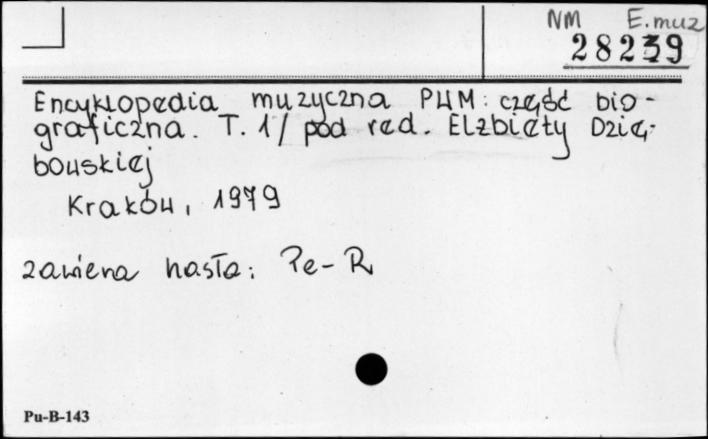 NM E.muz
28239
Encyklopedia muzyczna PWM: część bio-
graficzna. T. 1/ pod red. Elżbiety Dzię-
bowskiej
Kraków, 1979
zawiera hasła: Pe-R
Pu-B-143